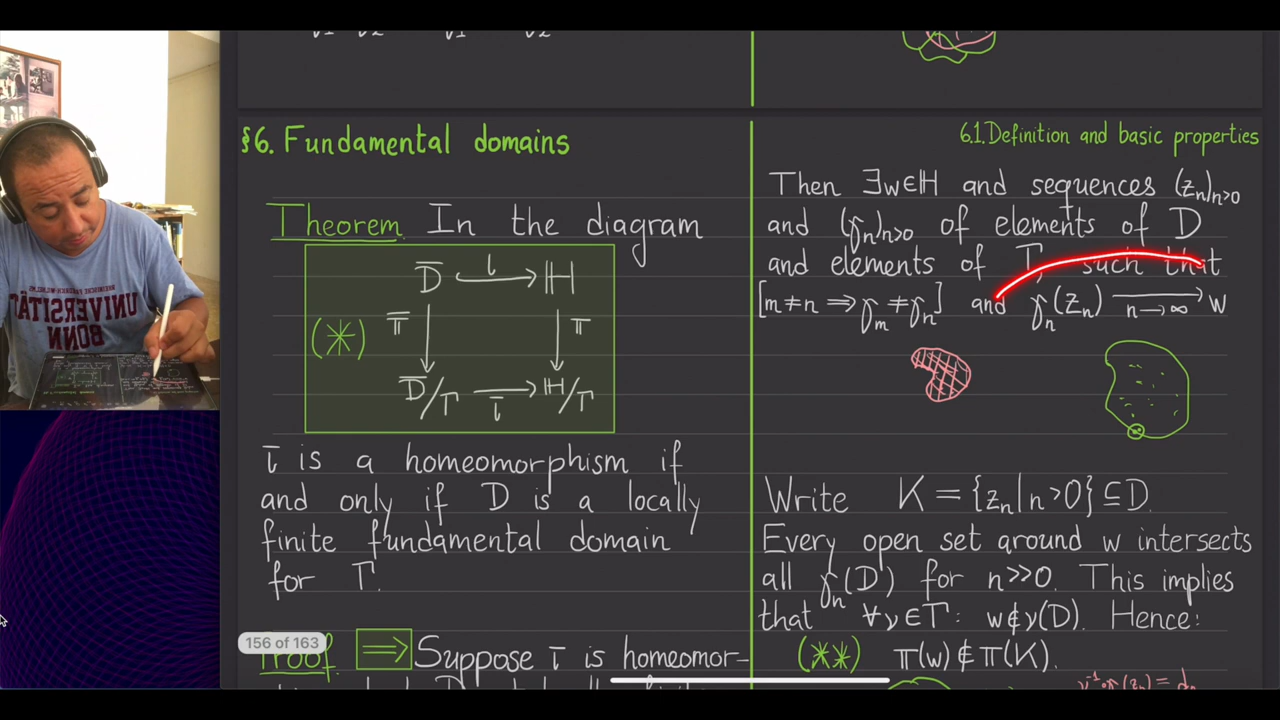 §6. Fundamental domains
Theorem In the diagram
D̅ ι ℍ
(*) π̅ π
D̅/Γ ι̅ ℍ/Γ
ι̅ is a homeomorphism if
and only if D is a locally
finite fundamental domain
for Γ.
156 of 163
Proof. ⟹ Suppose ι̅ is homeomor-
6.1. Definition and basic properties
Then ∃w∈ℍ and sequences (zₙ)ₙ>₀
and (γₙ)ₙ>₀ of elements of D
and elements of Γ, such that
[m≠n ⟹ γₘ≠γₙ] and γₙ(zₙ) ⟶ w
n→∞
Write K = {zₙ|n>0} ⊆ D.
Every open set around w intersects
all γₙ(D) for n>>0. This implies
that ∀γ∈Γ: w∉γ(D). Hence:
(**) π(w) ∉ π(K).
UNIVERSITÄT
BONN